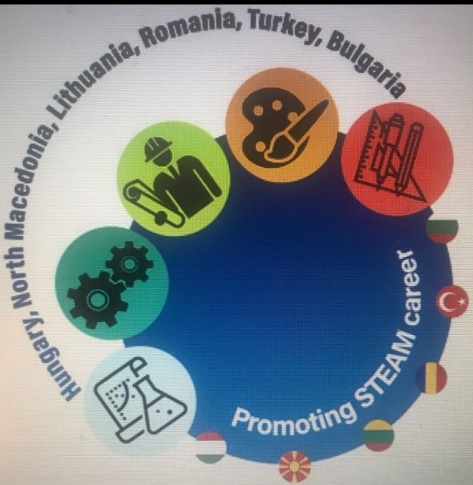 Hungary, North Macedonia, Lithuania, Romania, Turkey, Bulgaria
Promoting STEAM career